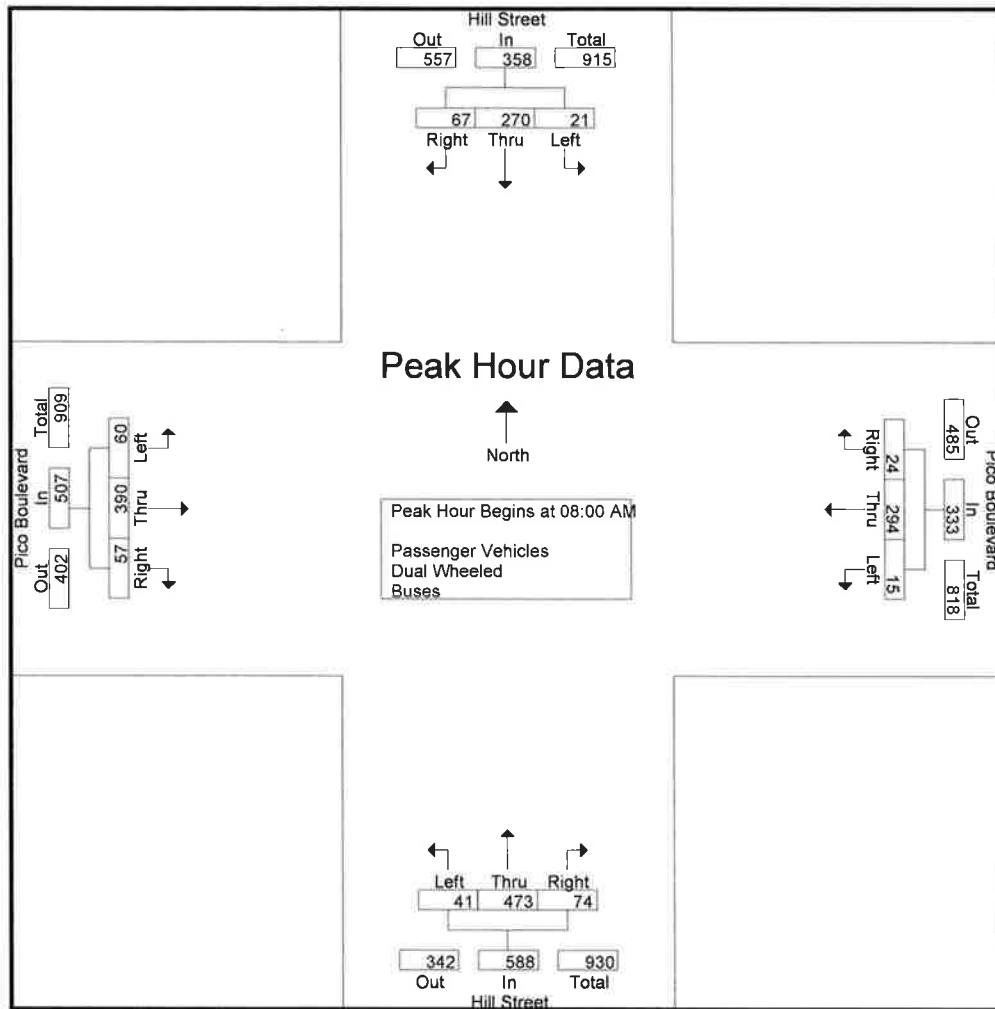 Hill Street
Out In Total
557 358 915
67 270 21
Right Thru Left
Peak Hour Data
North
Peak Hour Begins at 08:00 AM
Passenger Vehicles
Dual Wheeled
Buses
Pico Boulevard
Total In Out
909 507 402
60 390 57
Left Thru Right
Right Thru Left
24 294 15
Out In Total
485 333 818
Pico Boulevard
Left Thru Right
41 473 74
342 588 930
Out In Total
Hill Street